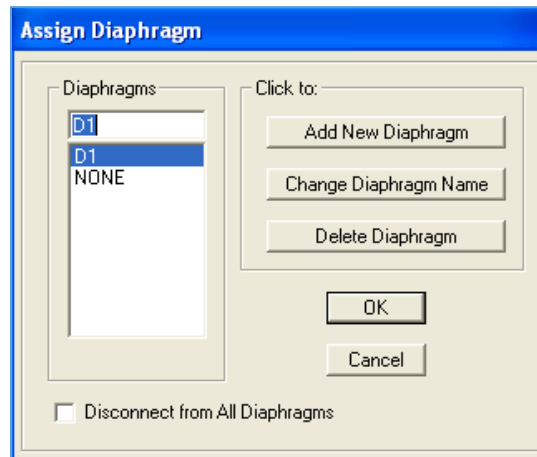 Assign Diaphragm
Diaphragms
D1
D1
NONE
Click to:
Add New Diaphragm
Change Diaphragm Name
Delete Diaphragm
OK
Cancel
Disconnect from All Diaphragms